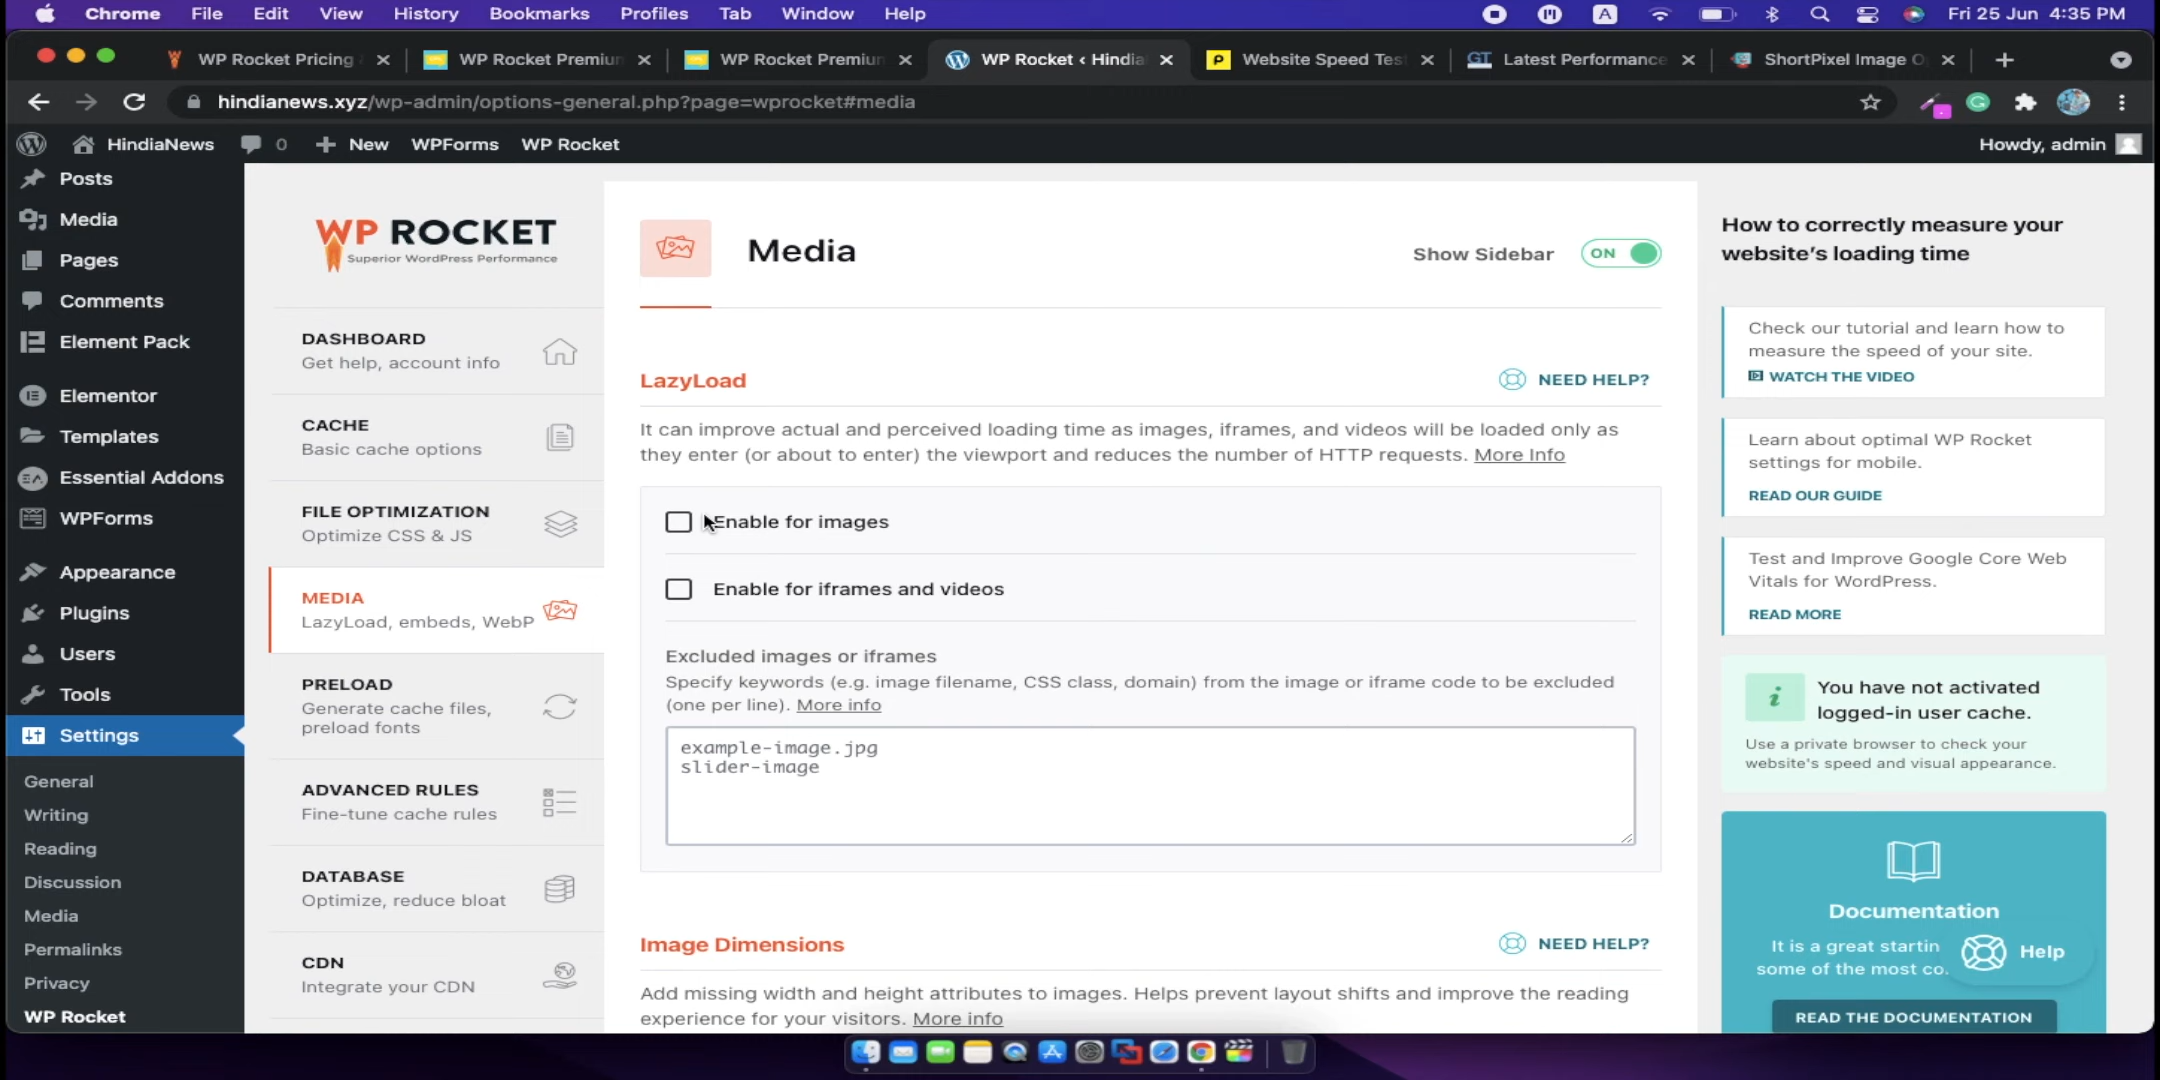 Chrome File Edit View History Bookmarks Profiles Tab Window Help A Fri 25 Jun 4:35 PM
WP Rocket Pricing WP Rocket Premiun WP Rocket Premiun WP Rocket < Hindia Website Speed Tes GT Latest Performance ShortPixel Image O
hindianews.xyz/wp-admin/options-general.php?page=wprocket#media
HindiaNews 0 + New WPForms WP Rocket Howdy, admin
Posts
Media
Pages
Comments
Element Pack
Elementor
Templates
Essential Addons
WPForms
Appearance
Plugins
Users
Tools
Settings
General
Writing
Reading
Discussion
Media
Permalinks
Privacy
WP Rocket
WP ROCKET
Superior WordPress Performance
DASHBOARD
Get help, account info
CACHE
Basic cache options
FILE OPTIMIZATION
Optimize CSS & JS
MEDIA
LazyLoad, embeds, WebP
PRELOAD
Generate cache files,
preload fonts
ADVANCED RULES
Fine-tune cache rules
DATABASE
Optimize, reduce bloat
CDN
Integrate your CDN
Media
Show Sidebar ON
LazyLoad NEED HELP?
It can improve actual and perceived loading time as images, iframes, and videos will be loaded only as
they enter (or about to enter) the viewport and reduces the number of HTTP requests. More Info
Enable for images
Enable for iframes and videos
Excluded images or iframes
Specify keywords (e.g. image filename, CSS class, domain) from the image or iframe code to be excluded
(one per line). More info
example-image.jpg
slider-image
Image Dimensions NEED HELP?
Add missing width and height attributes to images. Helps prevent layout shifts and improve the reading
experience for your visitors. More info
How to correctly measure your
website's loading time
Check our tutorial and learn how to
measure the speed of your site.
WATCH THE VIDEO
Learn about optimal WP Rocket
settings for mobile.
READ OUR GUIDE
Test and Improve Google Core Web
Vitals for WordPress.
READ MORE
You have not activated
logged-in user cache.
Use a private browser to check your
website's speed and visual appearance.
Documentation
It is a great startin
some of the most co.
Help
READ THE DOCUMENTATION